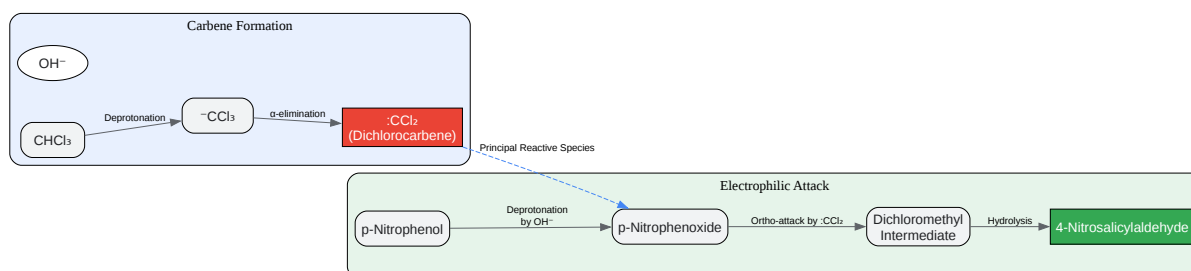 Carbene Formation
OH⁻
CHCl₃
Deprotonation
⁻CCl₃
α-elimination
:CCl₂
(Dichlorocarbene)
Principal Reactive Species
Electrophilic Attack
p-Nitrophenol
Deprotonation
by OH⁻
p-Nitrophenoxide
Ortho-attack by :CCl₂
Dichloromethyl
Intermediate
Hydrolysis
4-Nitrosalicylaldehyde